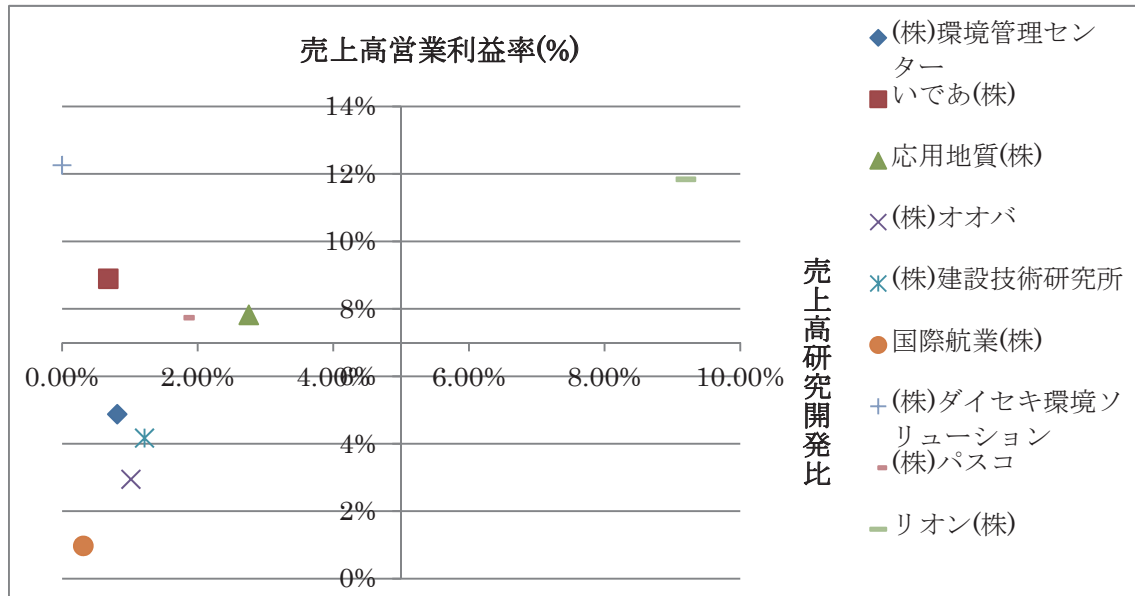 売上高営業利益率(%)
14%
12%
10%
8%
6%
4%
2%
0%
0.00%
2.00%
4.00%
6.00%
8.00%
10.00%
売上高研究開発比
(株)環境管理セン
ター
いであ(株)
応用地質(株)
(株)オオバ
(株)建設技術研究所
国際航業(株)
(株)ダイセキ環境ソ
リューション
(株)パスコ
リオン(株)